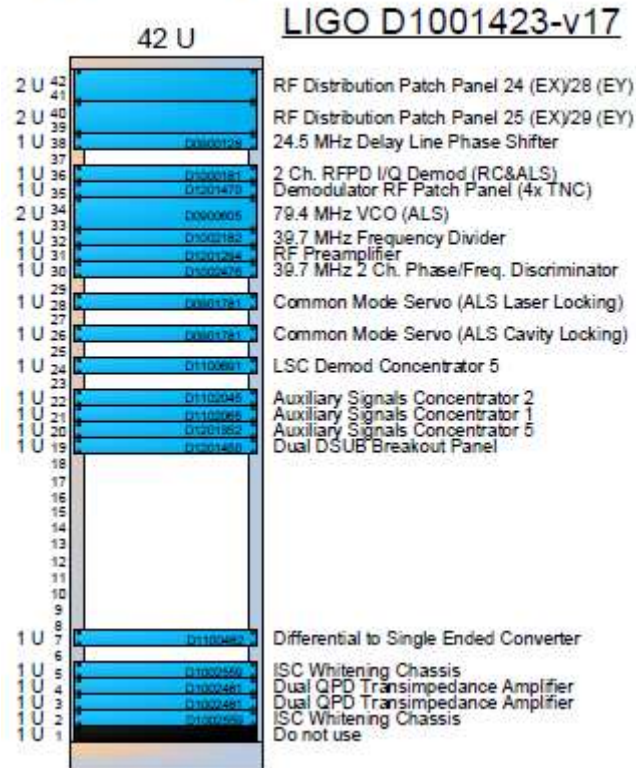 LIGO D1001423-v17
42 U
2 U 42 RF Distribution Patch Panel 24 (EX)/28 (EY)
41
2 U 40 RF Distribution Patch Panel 25 (EX)/29 (EY)
39
1 U 38 D0900128 24.5 MHz Delay Line Phase Shifter
37
1 U 36 D1000181 2 Ch. RFPD I/Q Demod (RC&ALS)
1 U 35 D1201470 Demodulator RF Patch Panel (4x TNC)
2 U 34 D0900605 79.4 MHz VCO (ALS)
33
1 U 32 D1002182 39.7 MHz Frequency Divider
1 U 31 D1201264 RF Preamplifier
1 U 30 D1002476 39.7 MHz 2 Ch. Phase/Freq. Discriminator
29
1 U 28 D0901781 Common Mode Servo (ALS Laser Locking)
27
1 U 26 D0901781 Common Mode Servo (ALS Cavity Locking)
25
1 U 24 LSC Demod Concentrator 5
23
1 U 22 D1102045 Auxiliary Signals Concentrator 2
1 U 21 Auxiliary Signals Concentrator 1
1 U 20 Auxiliary Signals Concentrator 5
1 U 19 D1201450 Dual DSUB Breakout Panel
18
17
16
15
14
13
12
11
10
9
8
1 U 7 Differential to Single Ended Converter
6
1 U 5 D1002559 ISC Whitening Chassis
1 U 4 D1002481 Dual QPD Transimpedance Amplifier
1 U 3 D1002481 Dual QPD Transimpedance Amplifier
1 U 2 D1002559 ISC Whitening Chassis
1 U 1 Do not use